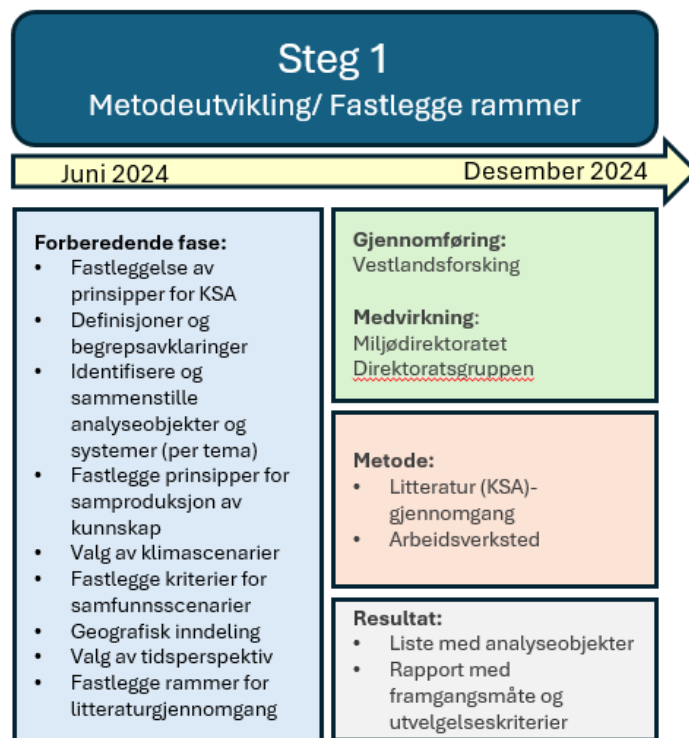 Steg 1
Metodeutvikling/ Fastlegge rammer
Juni 2024
Desember 2024
Forberedende fase:
• Fastleggelse av
prinsipper for KSA
• Definisjoner og
begrepsavklaringer
• Identifisere og
sammenstille
analyseobjekter og
systemer (per tema)
• Fastlegge prinsipper for
samproduksjon av
kunnskap
• Valg av klimascenarier
• Fastlegge kriterier for
samfunnsscenarier
• Geografisk inndeling
• Valg av tidsperspektiv
• Fastlegge rammer for
litteraturgjennomgang
Gjennomføring:
Vestlandsforsking
Medvirkning:
Miljødirektoratet
Direktoratsgruppen
Metode:
• Litteratur (KSA)-
gjennomgang
• Arbeidsverksted
Resultat:
• Liste med analyseobjekter
• Rapport med
framgangsmåte og
utvelgelseskriterier